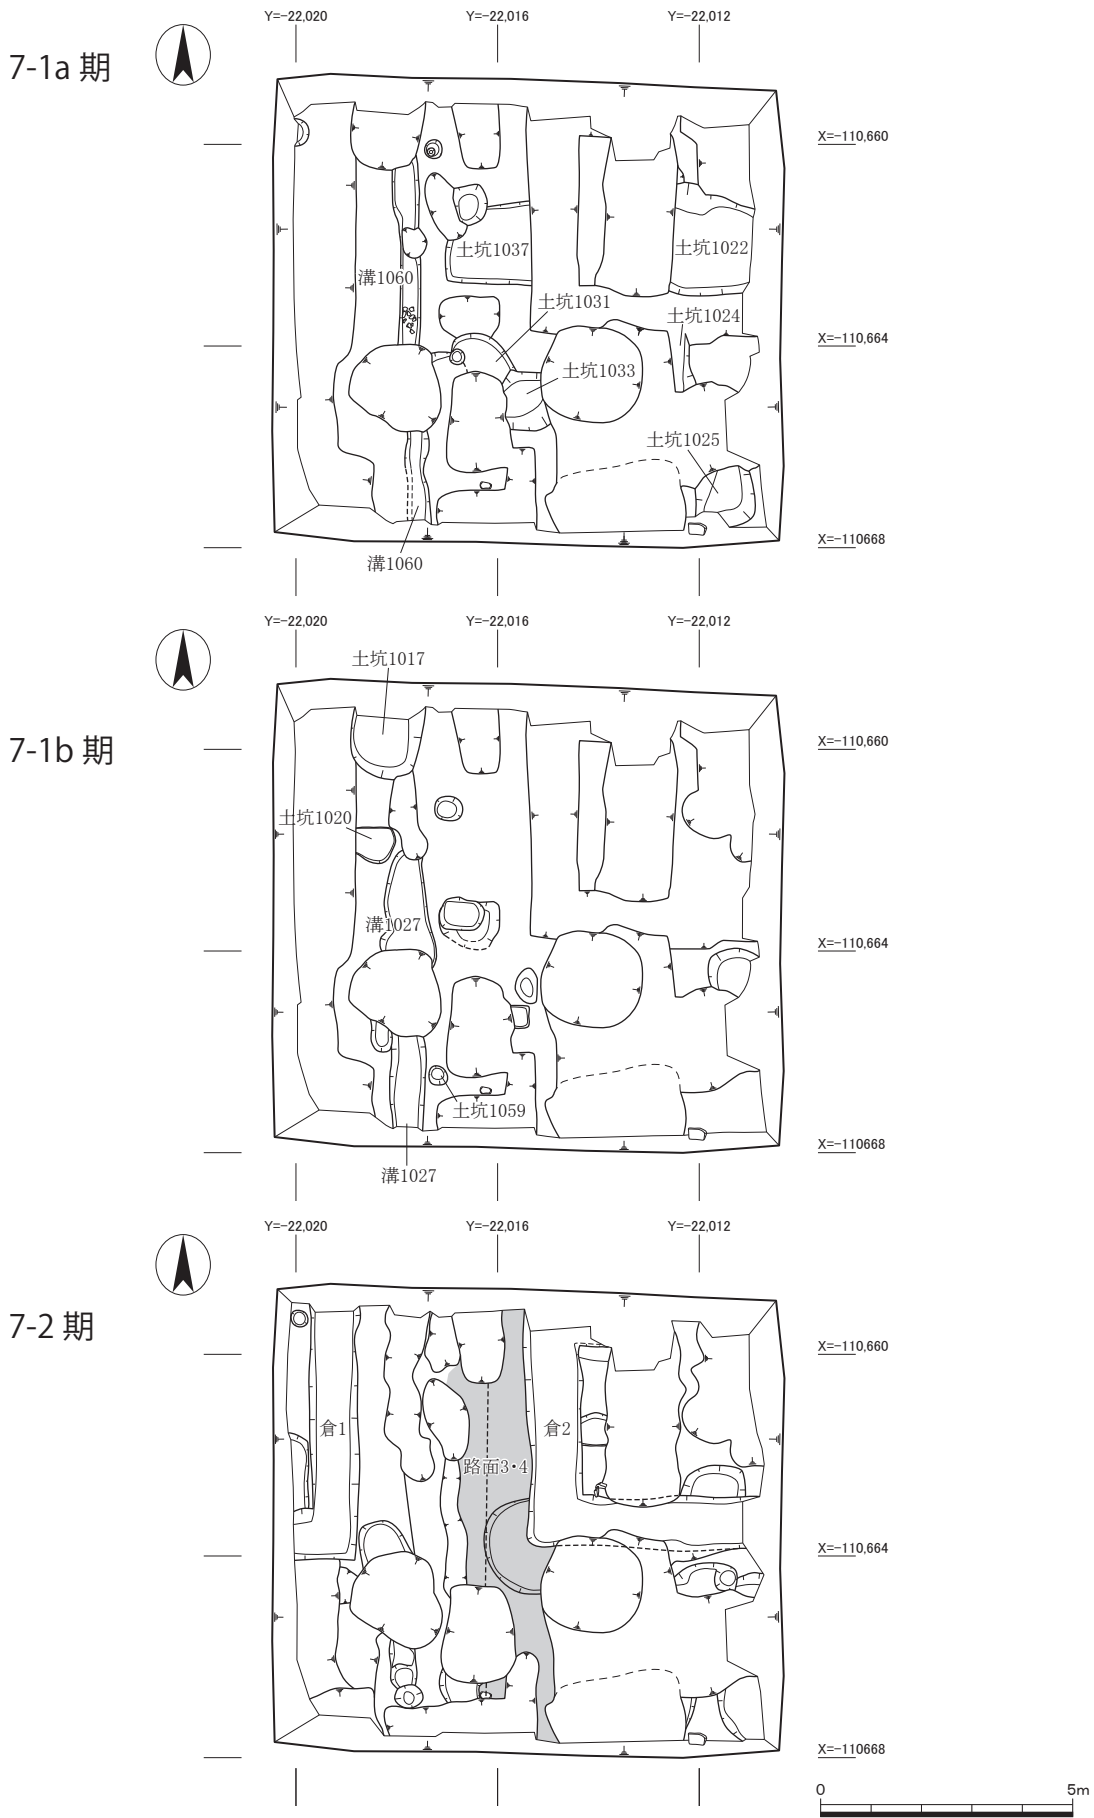 7-1a 期
Y=-22,020
Y=-22,016
Y=-22,012
X=-110,660
土坑1037
土坑1022
溝1060
土坑1031
土坑1024
X=-110,664
土坑1033
土坑1025
X=-110668
溝1060
7-1b 期
Y=-22,020
Y=-22,016
Y=-22,012
土坑1017
X=-110,660
土坑1020
溝1027
X=-110,664
土坑1059
X=-110668
溝1027
7-2 期
Y=-22,020
Y=-22,016
Y=-22,012
X=-110,660
倉1
倉2
路面3・4
X=-110,664
X=-110668
0
5m